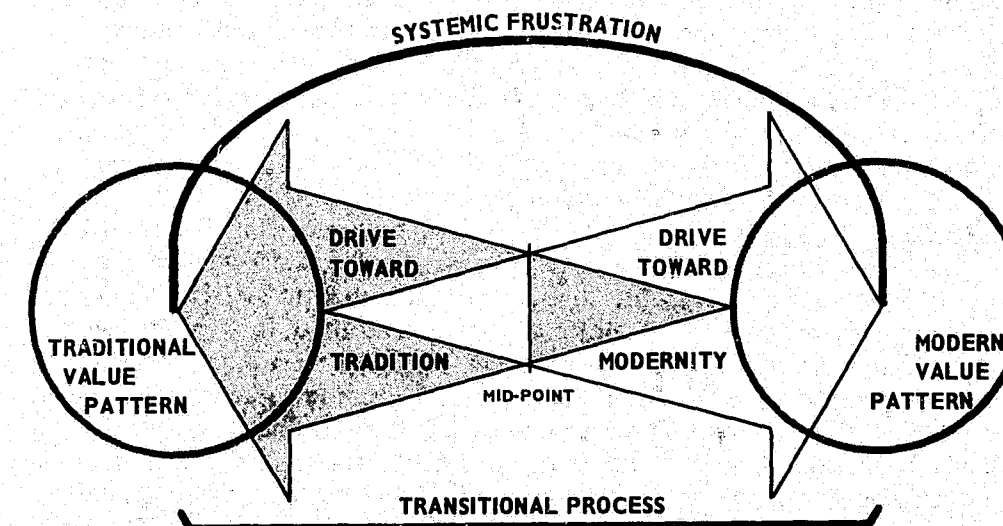 SYSTEMIC FRUSTRATION
DRIVE
TOWARD
TRADITION
DRIVE
TOWARD
MODERNITY
TRADITIONAL
VALUE
PATTERN
MID-POINT
MODERN
VALUE
PATTERN
TRANSITIONAL PROCESS